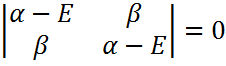 |α − E   β|
|β   α − E| = 0